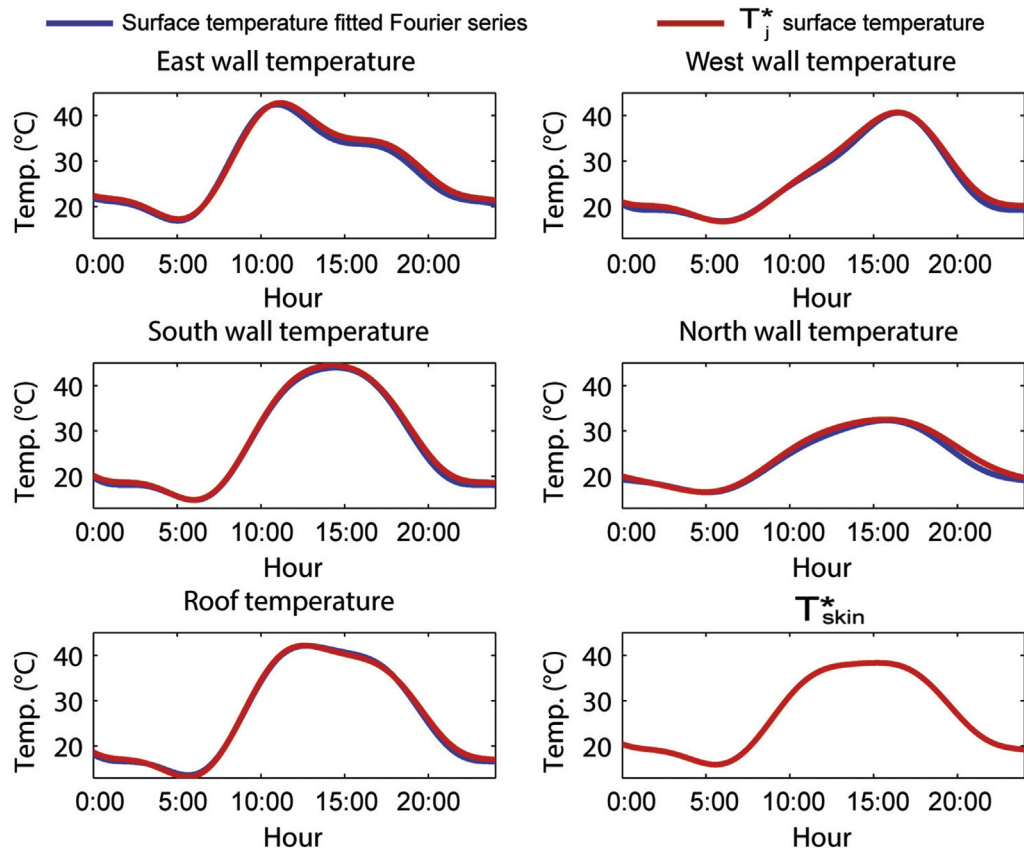 Surface temperature fitted Fourier series
T*j surface temperature
East wall temperature
West wall temperature
Temp. (°C)
40
30
20
0:00 5:00 10:00 15:00 20:00
Hour
Temp. (°C)
40
30
20
0:00 5:00 10:00 15:00 20:00
Hour
South wall temperature
North wall temperature
Temp. (°C)
40
30
20
0:00 5:00 10:00 15:00 20:00
Hour
Temp. (°C)
40
30
20
0:00 5:00 10:00 15:00 20:00
Hour
Roof temperature
T*skin
Temp. (°C)
40
30
20
0:00 5:00 10:00 15:00 20:00
Hour
Temp. (°C)
40
30
20
0:00 5:00 10:00 15:00 20:00
Hour